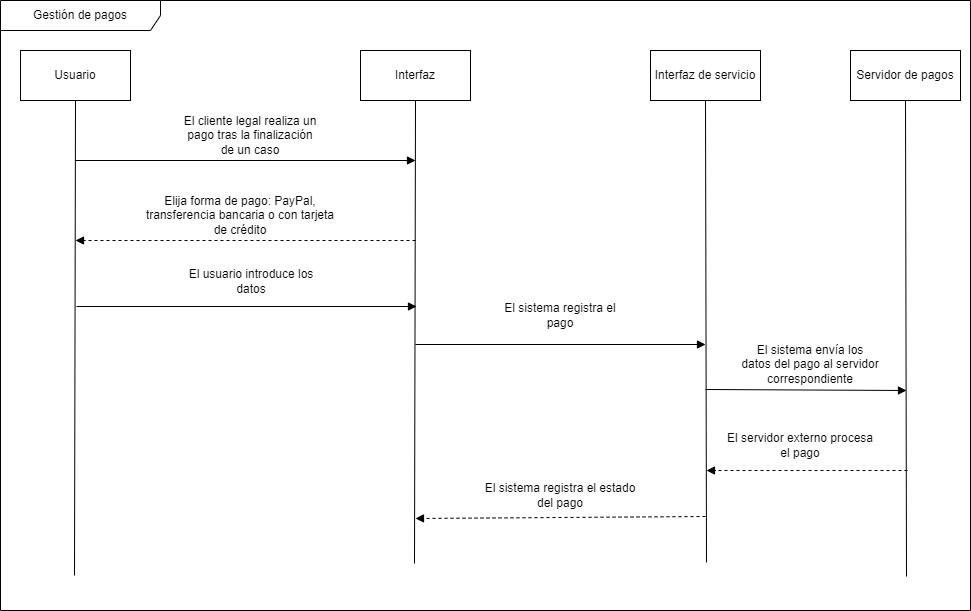 Gestión de pagos
Usuario
Interfaz
Interfaz de servicio
Servidor de pagos
El cliente legal realiza un
pago tras la finalización
de un caso
Elija forma de pago: PayPal,
transferencia bancaria o con tarjeta
de crédito
El usuario introduce los
datos
El sistema registra el
pago
El sistema envía los
datos del pago al servidor
correspondiente
El servidor externo procesa
el pago
El sistema registra el estado
del pago